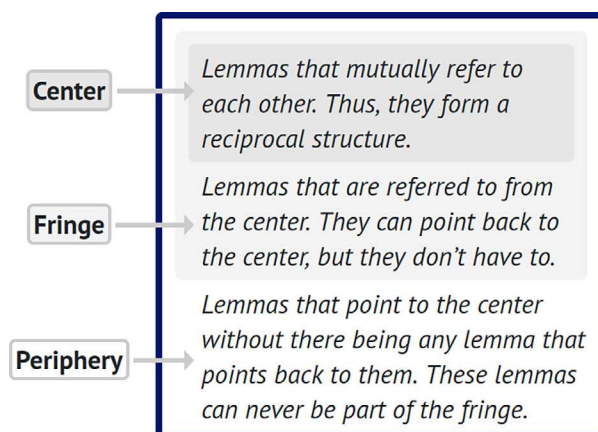 Center
Lemmas that mutually refer to
each other. Thus, they form a
reciprocal structure.
Fringe
Lemmas that are referred to from
the center. They can point back to
the center, but they don’t have to.
Periphery
Lemmas that point to the center
without there being any lemma that
points back to them. These lemmas
can never be part of the fringe.